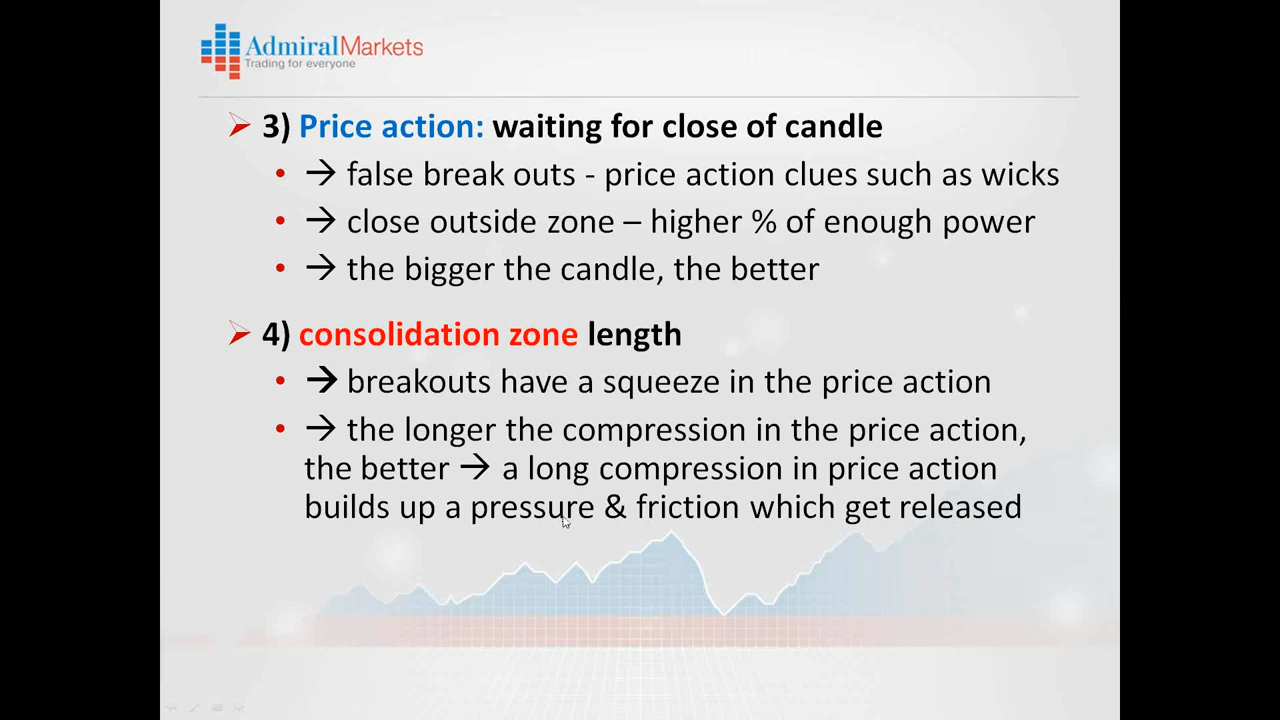 AdmiralMarkets
Trading for everyone
➢ 3) Price action: waiting for close of candle
• → false break outs - price action clues such as wicks
• → close outside zone – higher % of enough power
• → the bigger the candle, the better
➢ 4) consolidation zone length
• → breakouts have a squeeze in the price action
• → the longer the compression in the price action,
the better → a long compression in price action
builds up a pressure & friction which get released